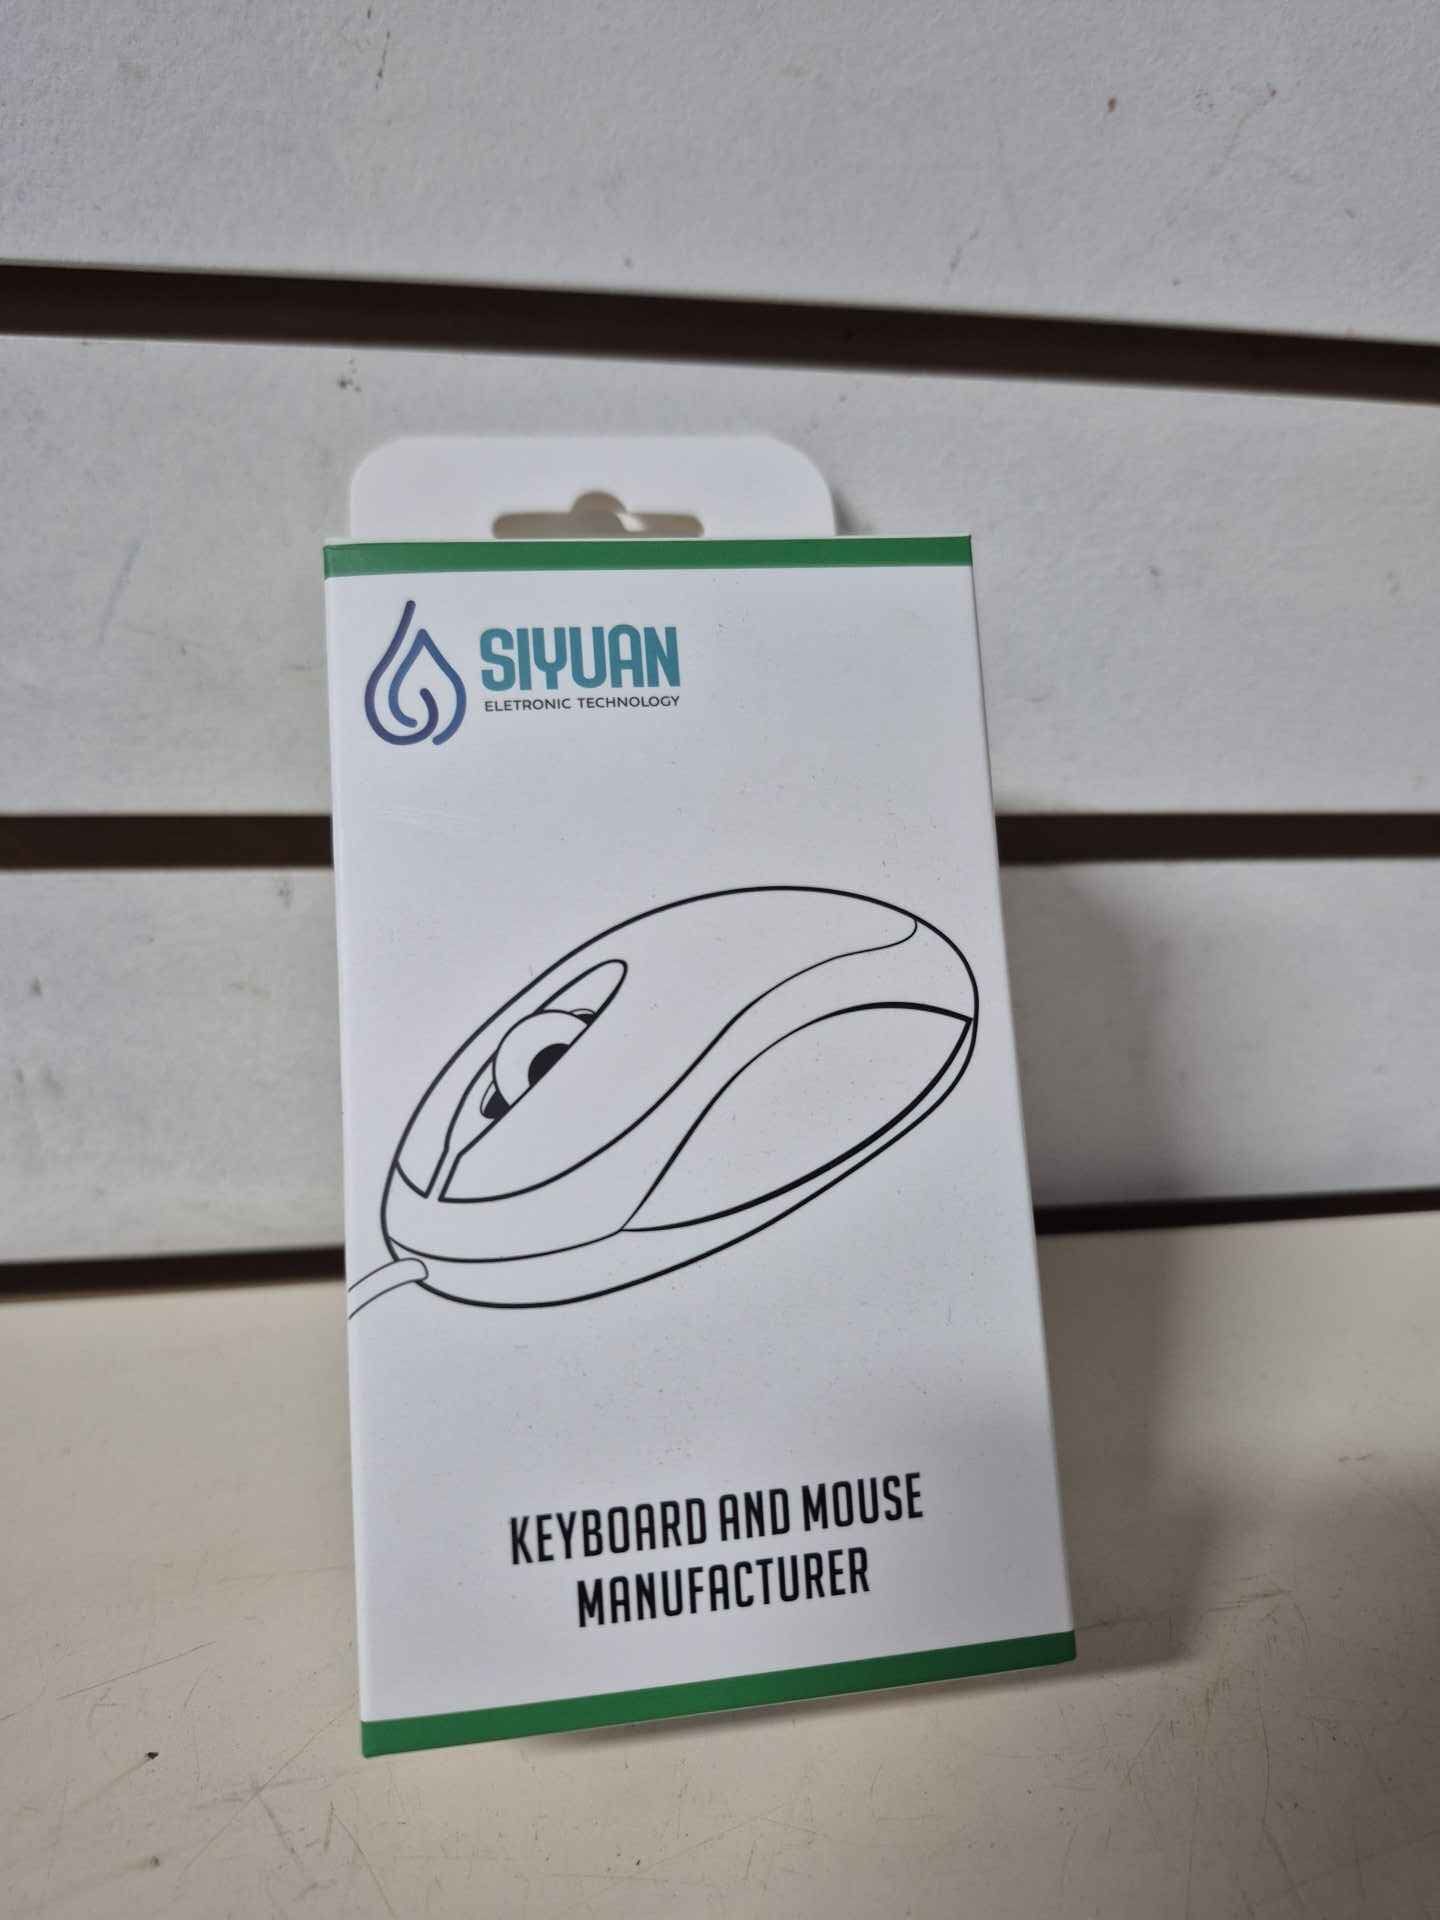 SIYUAN
ELETRONIC TECHNOLOGY
KEYBOARD AND MOUSE
MANUFACTURER